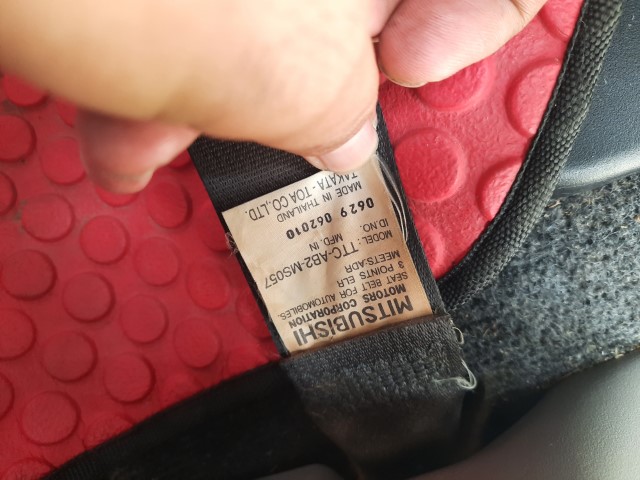 MITSUBISHI
MOTORS CORPORATION
SEAT BELT FOR AUTOMOBILES.
3 POINTS ELR
MEETS-ADR
MODEL: TTC-AB2-MS057
ID.NO. MFD. IN
0629 062010
MADE IN THAILAND
TAKATA-TOA CO.,LTD.